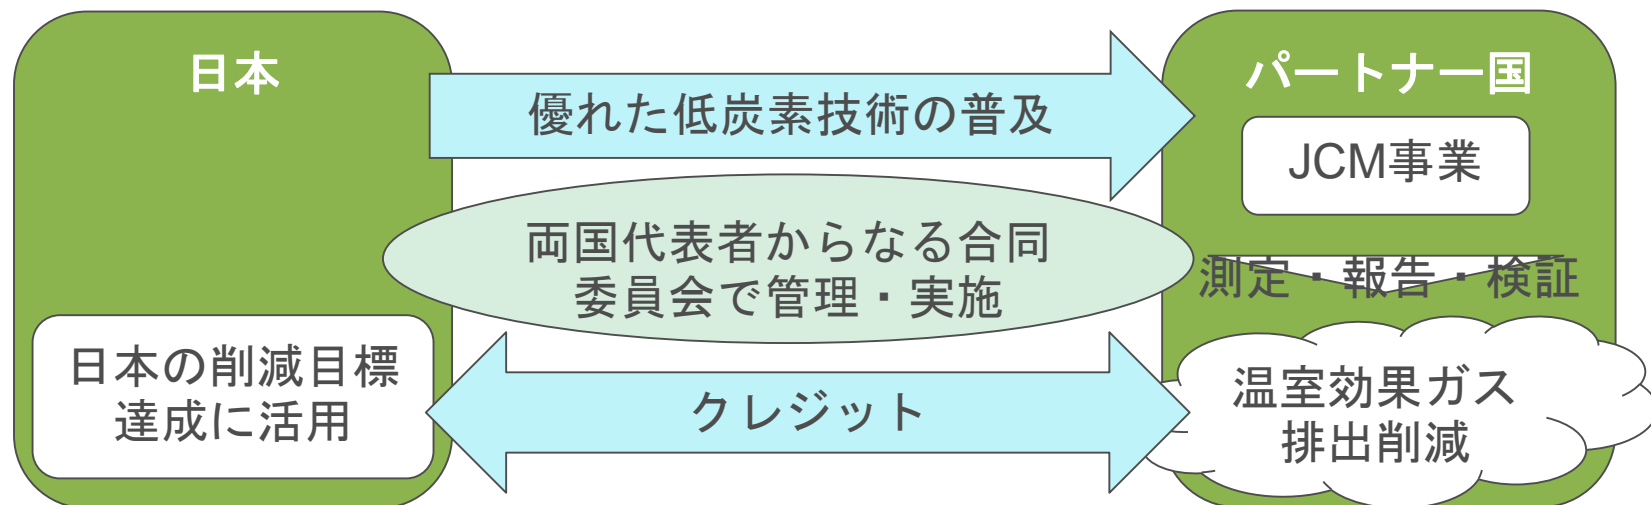 日本
優れた低炭素技術の普及
パートナー国
JCM事業
両国代表者からなる合同
委員会で管理・実施
測定・報告・検証
日本の削減目標
達成に活用
クレジット
温室効果ガス
排出削減